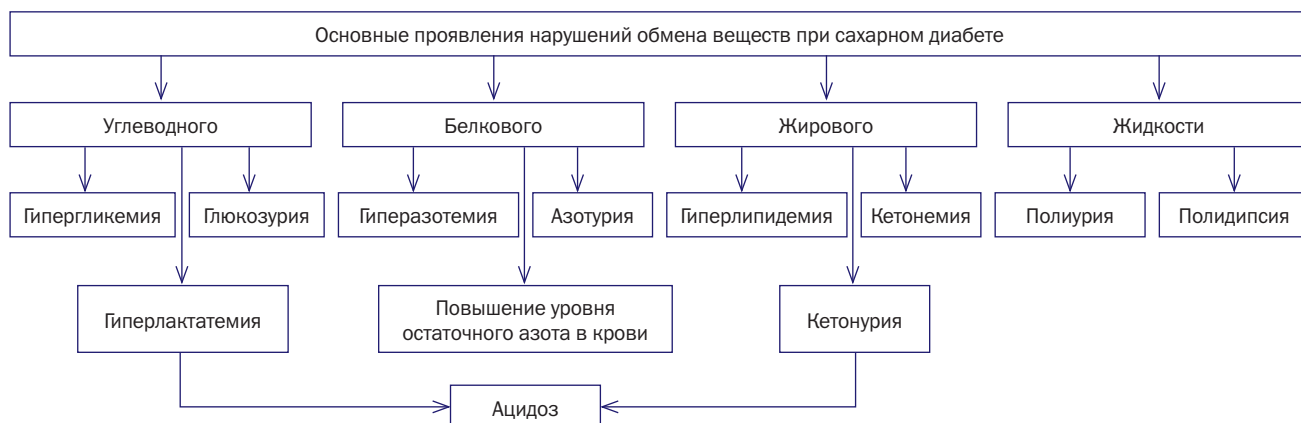 Основные проявления нарушений обмена веществ при сахарном диабете
Углеводного
Белкового
Жирового
Жидкости
Гипергликемия
Глюкозурия
Гиперазотемия
Азотурия
Гиперлипидемия
Кетонемия
Полиурия
Полидипсия
Гиперлактатемия
Повышение уровня
остаточного азота в крови
Кетонурия
Ацидоз